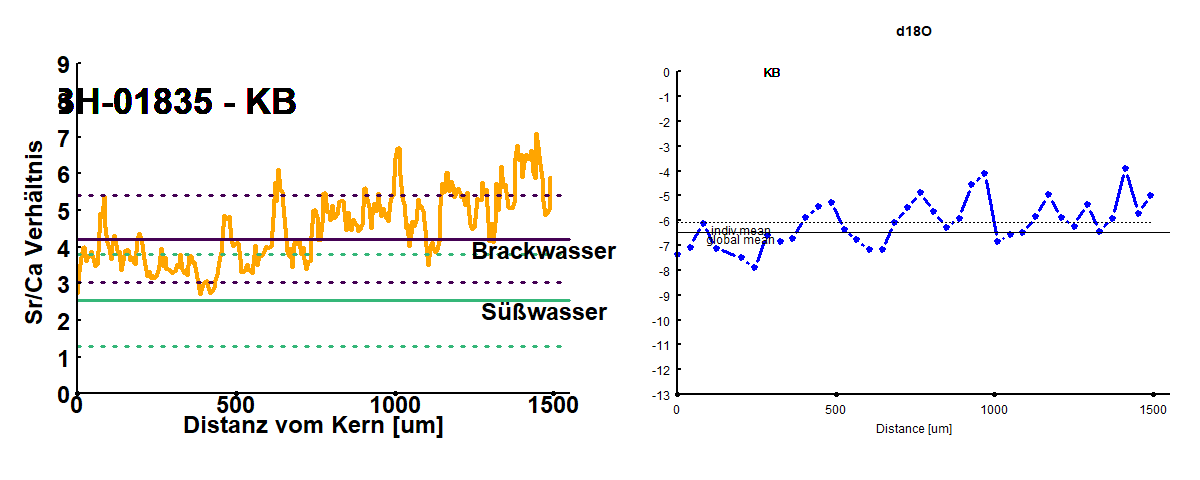 d18O
KB
9
8
7
6
5
4
3
2
1
0
H-01835 - KB
Sr/Ca Verhältnis
Brackwasser
Süßwasser
0 500 1000 1500
Distanz vom Kern [um]
0
-1
-2
-3
-4
-5
-6
-7
-8
-9
-10
-11
-12
-13
indiv.mean
global mean
0 500 1000 1500
Distance [um]